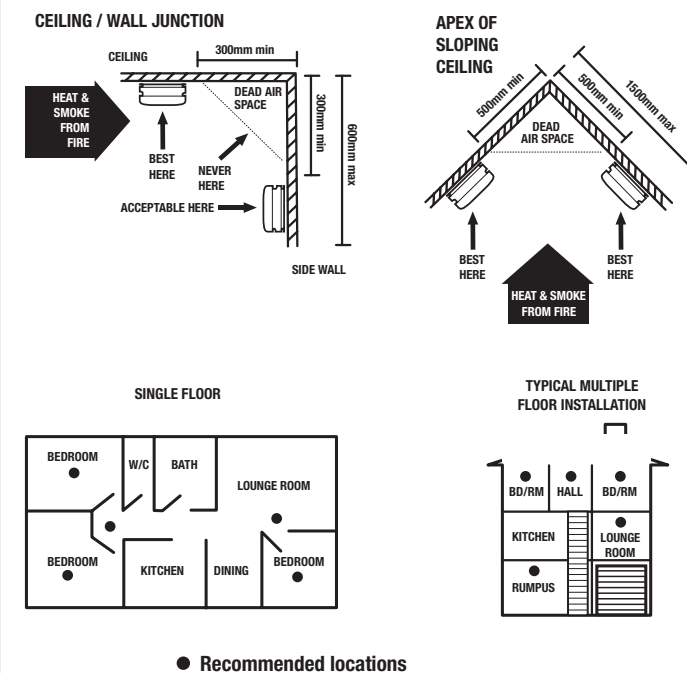 CEILING / WALL JUNCTION
CEILING
300mm min
HEAT &
SMOKE
FROM
FIRE
DEAD AIR
SPACE
BEST
HERE
NEVER
HERE
ACCEPTABLE HERE
300mm min
600mm max
SIDE WALL
APEX OF
SLOPING
CEILING
500mm min
500mm min
1500mm max
DEAD
AIR SPACE
BEST
HERE
BEST
HERE
HEAT & SMOKE
FROM FIRE
SINGLE FLOOR
BEDROOM
W/C
BATH
LOUNGE ROOM
BEDROOM
KITCHEN
DINING
BEDROOM
TYPICAL MULTIPLE
FLOOR INSTALLATION
BD/RM
HALL
BD/RM
KITCHEN
LOUNGE
ROOM
RUMPUS
Recommended locations